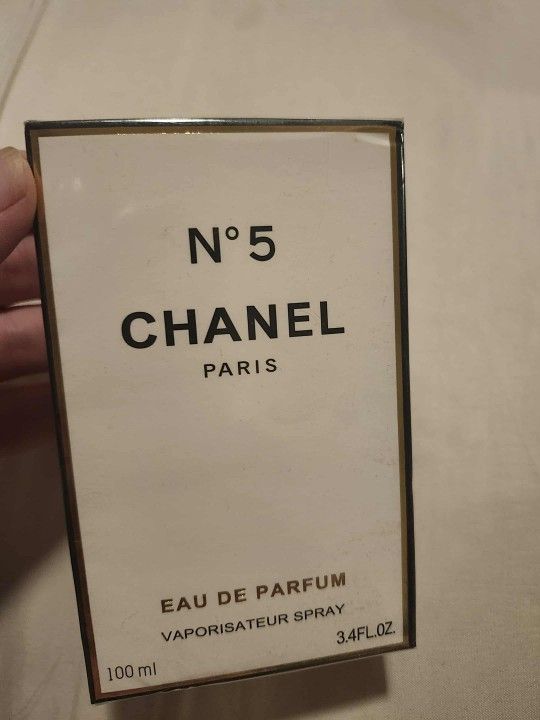 N° 5
CHANEL
PARIS
EAU DE PARFUM
VAPORISATEUR SPRAY
100 ml
3.4FL.OZ.